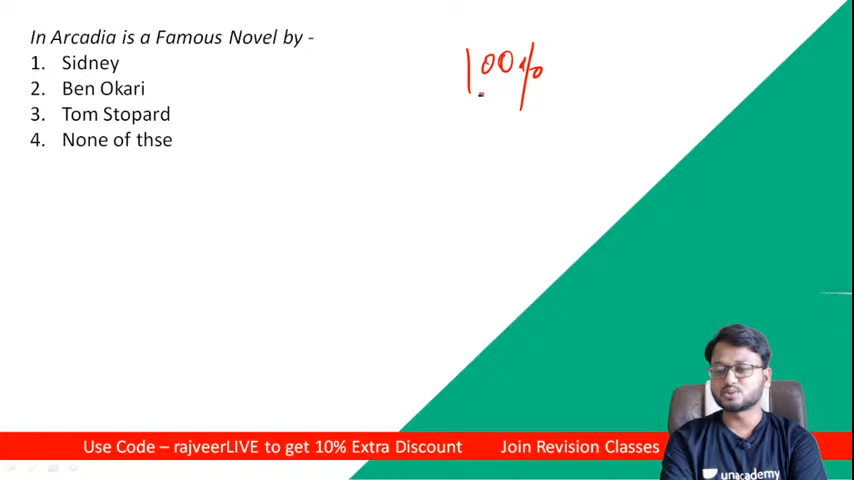 In Arcadia is a Famous Novel by -
1. Sidney
2. Ben Okari
3. Tom Stopard
4. None of thse
100%
Use Code – rajveerLIVE to get 10% Extra Discount
Join Revision Classes
unacademy